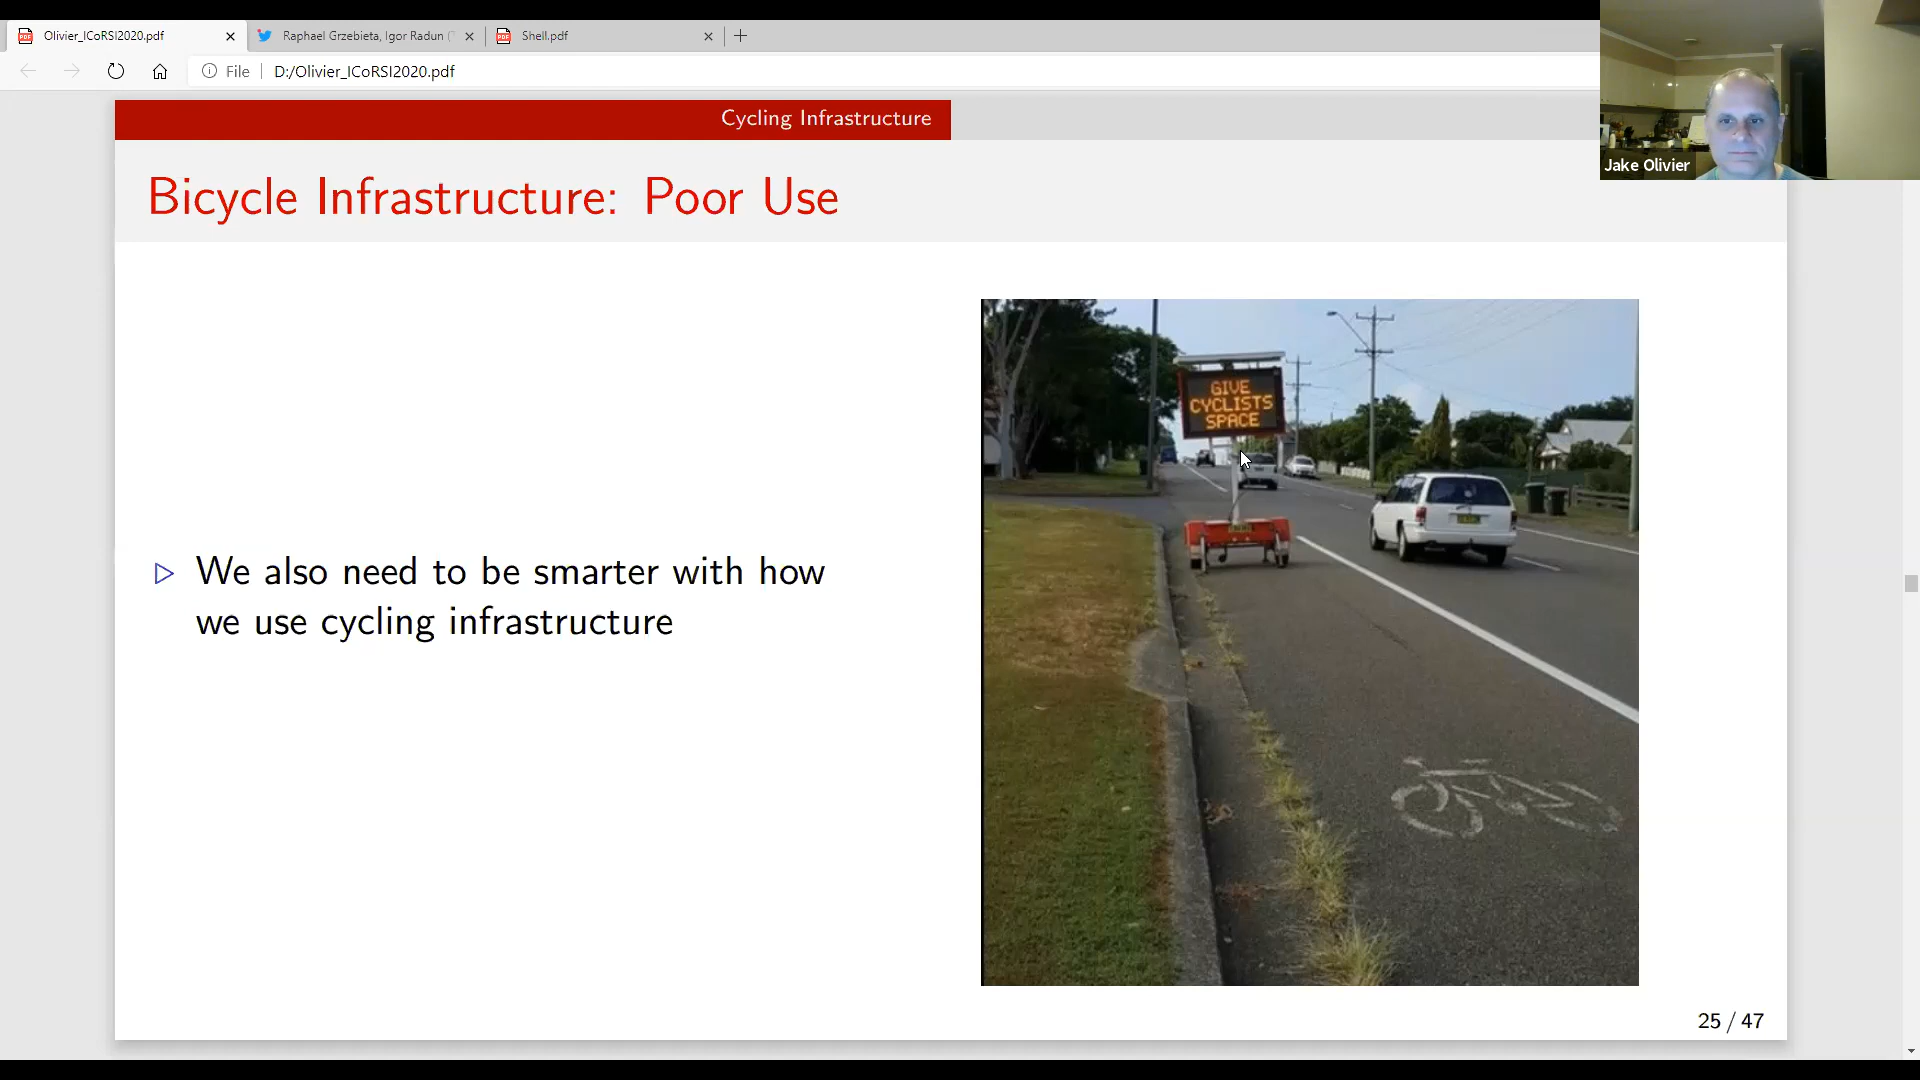 Olivier_ICoRSI2020.pdf
Raphael Grzebieta, Igor Radun
Shell.pdf
File
D:/Olivier_ICoRSI2020.pdf
Jake Olivier
Cycling Infrastructure
Bicycle Infrastructure: Poor Use
We also need to be smarter with how
we use cycling infrastructure
GIVE
CYCLISTS
SPACE
25 / 47